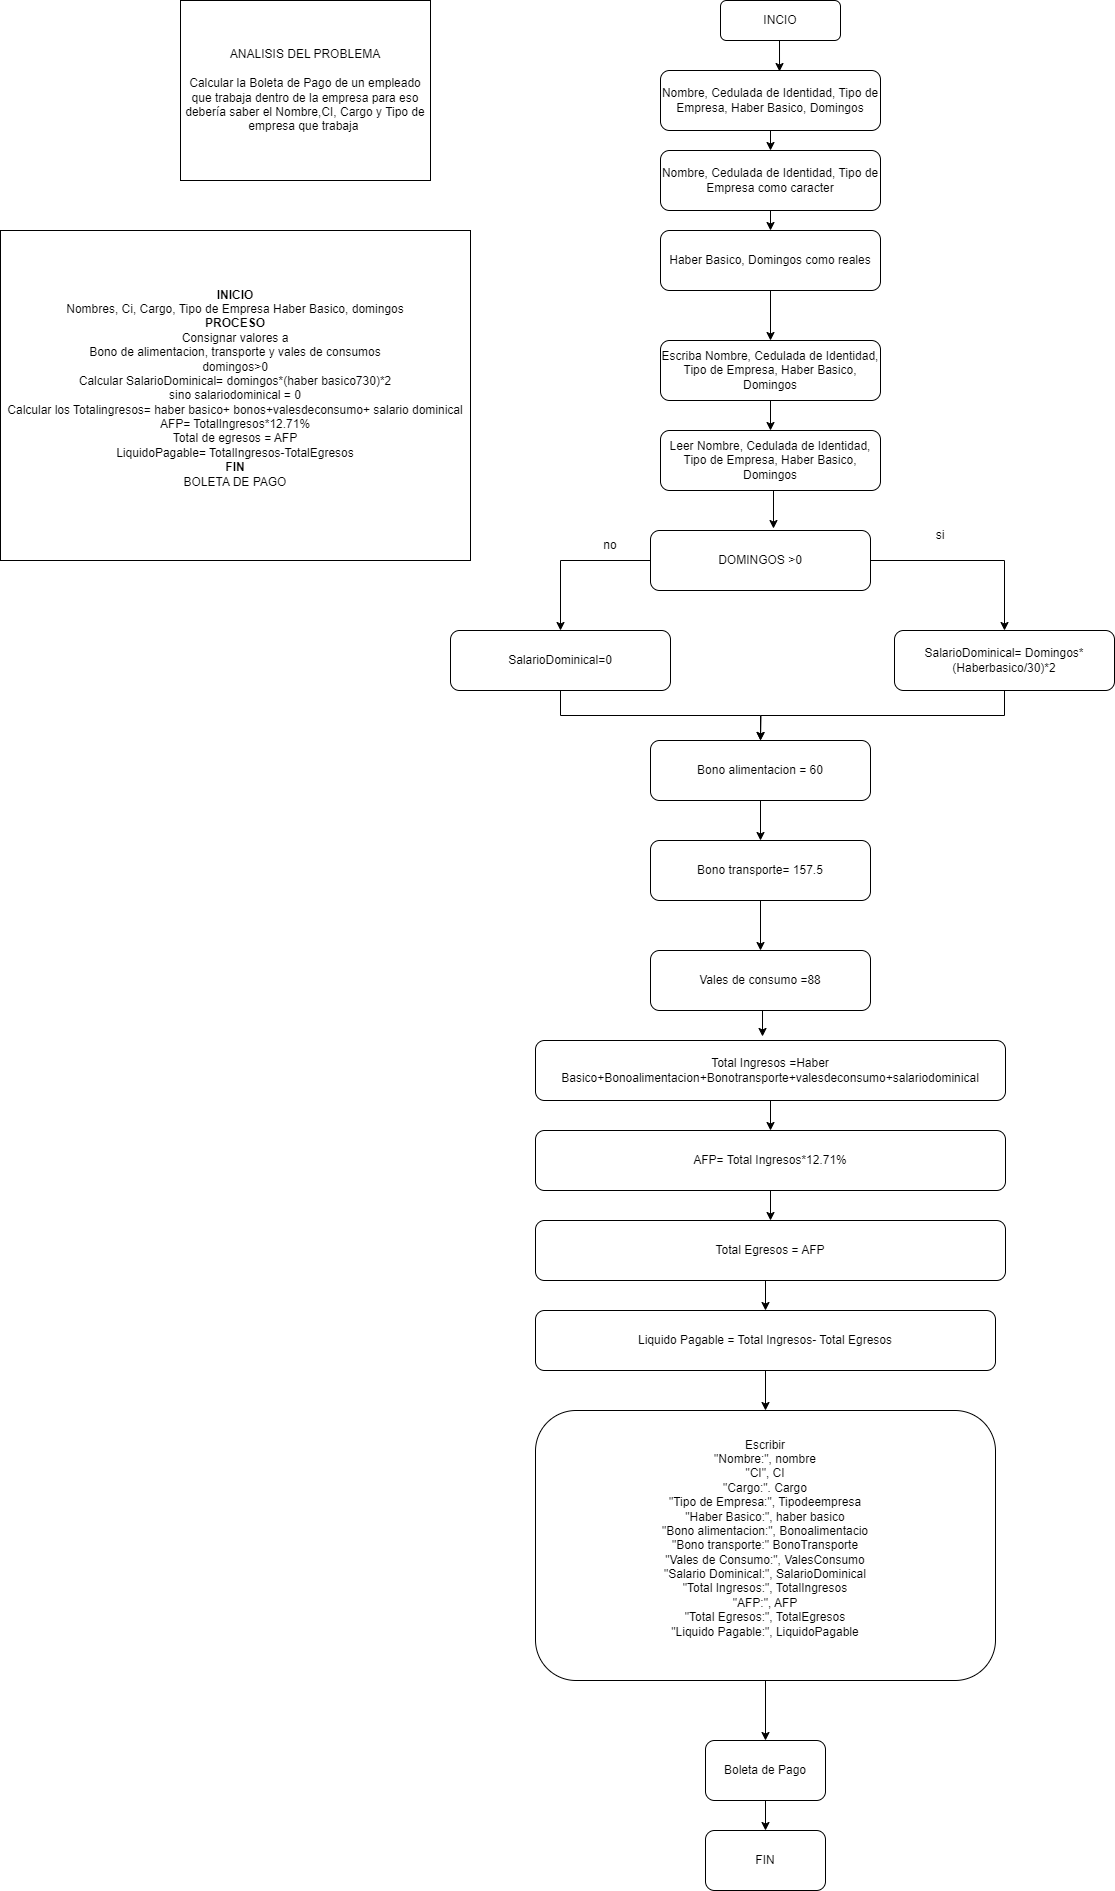 ANALISIS DEL PROBLEMA
Calcular la Boleta de Pago de un empleado
que trabaja dentro de la empresa para eso
debería saber el Nombre,CI, Cargo y Tipo de
empresa que trabaja
INICIO
Nombres, Ci, Cargo, Tipo de Empresa Haber Basico, domingos
PROCESO
Consignar valores a
Bono de alimentacion, transporte y vales de consumos
domingos>0
Calcular SalarioDominical= domingos*(haber basico730)*2
sino salariodominical = 0
Calcular los Totalingresos= haber basico+ bonos+valesdeconsumo+ salario dominical
AFP= TotalIngresos*12.71%
Total de egresos = AFP
LiquidoPagable= TotalIngresos-TotalEgresos
FIN
BOLETA DE PAGO
INCIO
Nombre, Cedulada de Identidad, Tipo de
Empresa, Haber Basico, Domingos
Nombre, Cedulada de Identidad, Tipo de
Empresa como caracter
Haber Basico, Domingos como reales
Escriba Nombre, Cedulada de Identidad,
Tipo de Empresa, Haber Basico,
Domingos
Leer Nombre, Cedulada de Identidad,
Tipo de Empresa, Haber Basico,
Domingos
DOMINGOS >0
no
si
SalarioDominical=0
SalarioDominical= Domingos*
(Haberbasico/30)*2
Bono alimentacion = 60
Bono transporte= 157.5
Vales de consumo =88
Total Ingresos =Haber
Basico+Bonoalimentacion+Bonotransporte+valesdeconsumo+salariodominical
AFP= Total Ingresos*12.71%
Total Egresos = AFP
Liquido Pagable = Total Ingresos- Total Egresos
Escribir
"Nombre:", nombre
"CI", CI
"Cargo:". Cargo
"Tipo de Empresa:", Tipodeempresa
"Haber Basico:", haber basico
"Bono alimentacion:", Bonoalimentacio
"Bono transporte:" BonoTransporte
"Vales de Consumo:", ValesConsumo
"Salario Dominical:", SalarioDominical
"Total Ingresos:", TotalIngresos
"AFP:", AFP
"Total Egresos:", TotalEgresos
"Liquido Pagable:", LiquidoPagable
Boleta de Pago
FIN